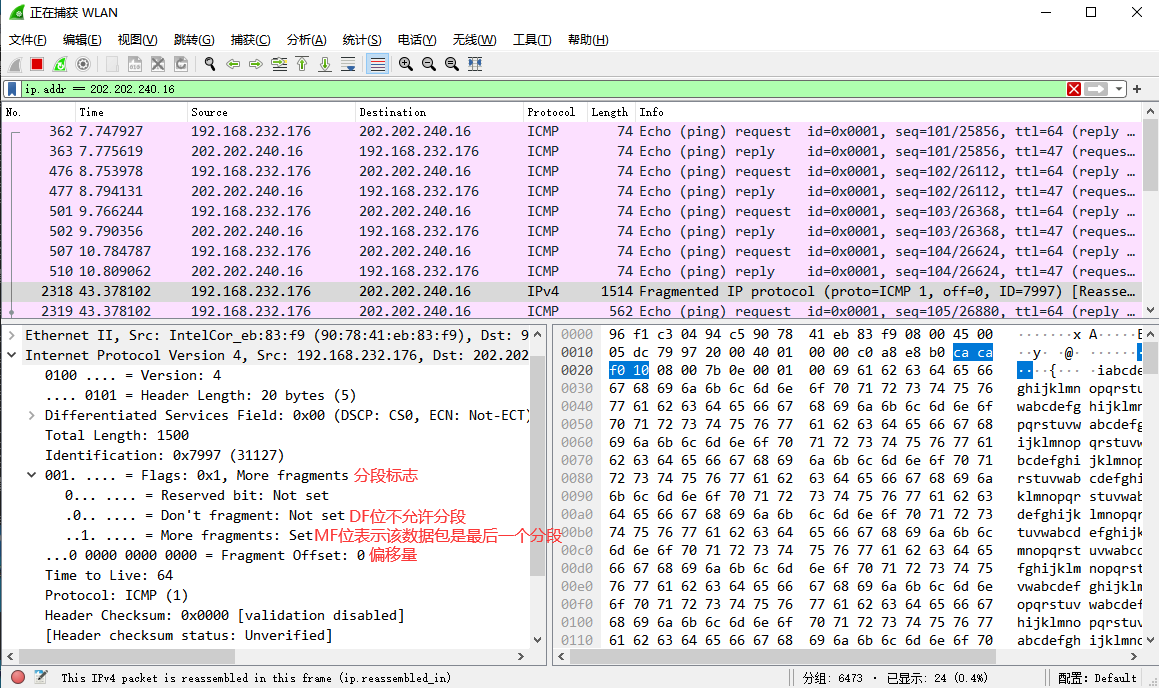 正在捕获 WLAN
文件(F) 编辑(E) 视图(V) 跳转(G) 捕获(C) 分析(A) 统计(S) 电话(Y) 无线(W) 工具(T) 帮助(H)
ip.addr == 202.202.240.16
No. Time Source Destination Protocol Length Info
362 7.747927 192.168.232.176 202.202.240.16 ICMP 74 Echo (ping) request id=0x0001, seq=101/25856, ttl=64 (reply …
363 7.775619 202.202.240.16 192.168.232.176 ICMP 74 Echo (ping) reply id=0x0001, seq=101/25856, ttl=47 (reques…
476 8.753978 192.168.232.176 202.202.240.16 ICMP 74 Echo (ping) request id=0x0001, seq=102/26112, ttl=64 (reply …
477 8.794131 202.202.240.16 192.168.232.176 ICMP 74 Echo (ping) reply id=0x0001, seq=102/26112, ttl=47 (reques…
501 9.766244 192.168.232.176 202.202.240.16 ICMP 74 Echo (ping) request id=0x0001, seq=103/26368, ttl=64 (reply …
502 9.790356 202.202.240.16 192.168.232.176 ICMP 74 Echo (ping) reply id=0x0001, seq=103/26368, ttl=47 (reques…
507 10.784787 192.168.232.176 202.202.240.16 ICMP 74 Echo (ping) request id=0x0001, seq=104/26624, ttl=64 (reply …
510 10.809062 202.202.240.16 192.168.232.176 ICMP 74 Echo (ping) reply id=0x0001, seq=104/26624, ttl=47 (reques…
2318 43.378102 192.168.232.176 202.202.240.16 IPv4 1514 Fragmented IP protocol (proto=ICMP 1, off=0, ID=7997) [Reasse…
2319 43.378102 192.168.232.176 202.202.240.16 ICMP 562 Echo (ping) request id=0x0001, seq=105/26880, ttl=64 (reply …
Ethernet II, Src: IntelCor_eb:83:f9 (90:78:41:eb:83:f9), Dst: 9
Internet Protocol Version 4, Src: 192.168.232.176, Dst: 202.202
0100 .... = Version: 4
.... 0101 = Header Length: 20 bytes (5)
Differentiated Services Field: 0x00 (DSCP: CS0, ECN: Not-ECT)
Total Length: 1500
Identification: 0x7997 (31127)
001. .... = Flags: 0x1, More fragments 分段标志
0... .... = Reserved bit: Not set
.0.. .... = Don't fragment: Not set DF位不允许分段
..1. .... = More fragments: Set MF位表示该数据包是最后一个分段
...0 0000 0000 0000 = Fragment Offset: 0 偏移量
Time to Live: 64
Protocol: ICMP (1)
Header Checksum: 0x0000 [validation disabled]
[Header checksum status: Unverified]
0000 96 f1 c3 04 94 c5 90 78 41 eb 83 f9 08 00 45 00 ·······x A·····E·
0010 05 dc 79 97 20 00 40 01 00 00 c0 a8 e8 b0 ca ca ··y· ·@· ········
0020 f0 10 08 00 7b 0e 00 01 00 69 61 62 63 64 65 66 ····{··· ·iabcde
0030 67 68 69 6a 6b 6c 6d 6e 6f 70 71 72 73 74 75 76 ghijklmn opqrstuv
0040 77 61 62 63 64 65 66 67 68 69 6a 6b 6c 6d 6e 6f wabcdefg hijklmno
0050 70 71 72 73 74 75 76 77 61 62 63 64 65 66 67 68 pqrstuvw abcdefgh
0060 69 6a 6b 6c 6d 6e 6f 70 71 72 73 74 75 76 77 61 ijklmnop qrstuvwa
0070 62 63 64 65 66 67 68 69 6a 6b 6c 6d 6e 6f 70 71 bcdefghi jklmnopq
0080 72 73 74 75 76 77 61 62 63 64 65 66 67 68 69 6a rstuvwab cdefghij
0090 6b 6c 6d 6e 6f 70 71 72 73 74 75 76 77 61 62 63 klmnopqr stuvwabc
00a0 64 65 66 67 68 69 6a 6b 6c 6d 6e 6f 70 71 72 73 defghijk lmnopqrs
00b0 74 75 76 77 61 62 63 64 65 66 67 68 69 6a 6b 6c tuvwabcd efghijkl
00c0 6d 6e 6f 70 71 72 73 74 75 76 77 61 62 63 64 65 mnopqrst uvwabcde
00d0 66 67 68 69 6a 6b 6c 6d 6e 6f 70 71 72 73 74 75 fghijklm nopqrstu
00e0 76 77 61 62 63 64 65 66 67 68 69 6a 6b 6c 6d 6e vwabcdef ghijklmn
00f0 6f 70 71 72 73 74 75 76 77 61 62 63 64 65 66 67 opqrstuv wabcdefg
0100 68 69 6a 6b 6c 6d 6e 6f 70 71 72 73 74 75 76 77 hijklmno pqrstuvw
0110 61 62 63 64 65 66 67 68 69 6a 6b 6c 6d 6e 6f 70 abcdefgh ijklmnop
This IPv4 packet is reassembled in this frame (ip.reassembled_in) 分组: 6473 · 已显示: 24 (0.4%) 配置: Default